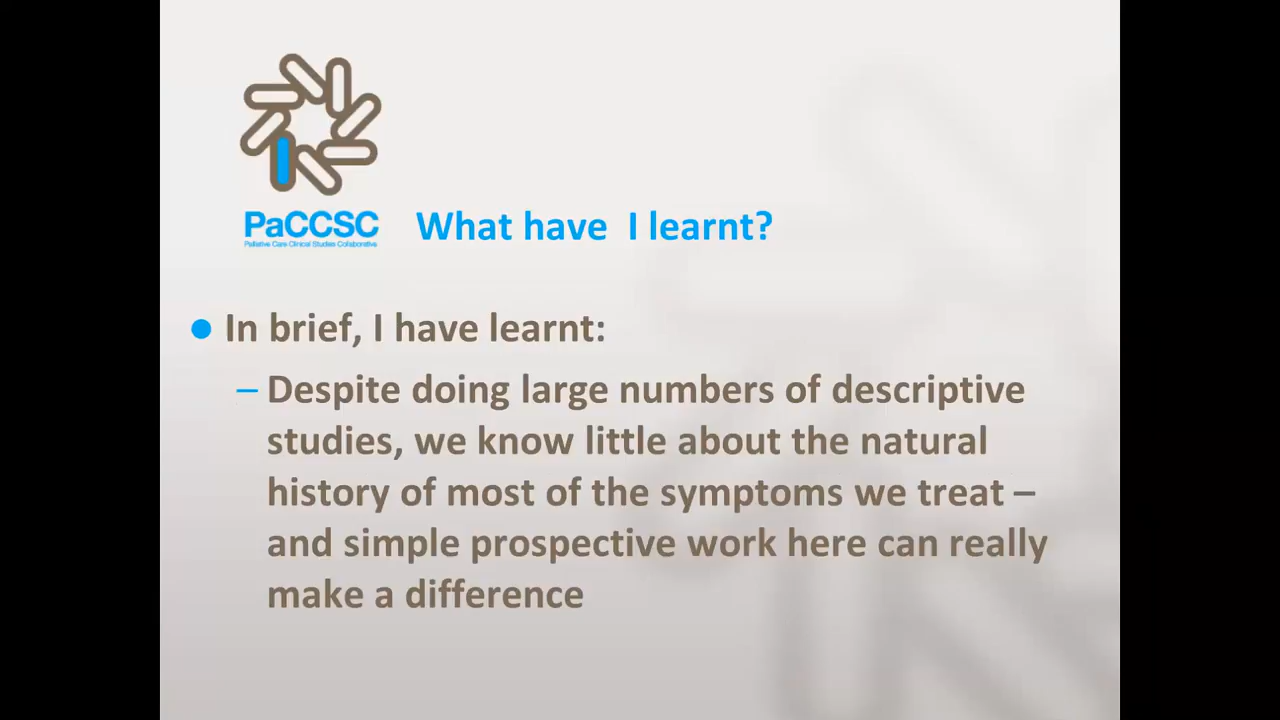 PaCCSC
Palliative Care Clinical Studies Collaborative
What have  I learnt?
In brief, I have learnt:
– Despite doing large numbers of descriptive
studies, we know little about the natural
history of most of the symptoms we treat –
and simple prospective work here can really
make a difference